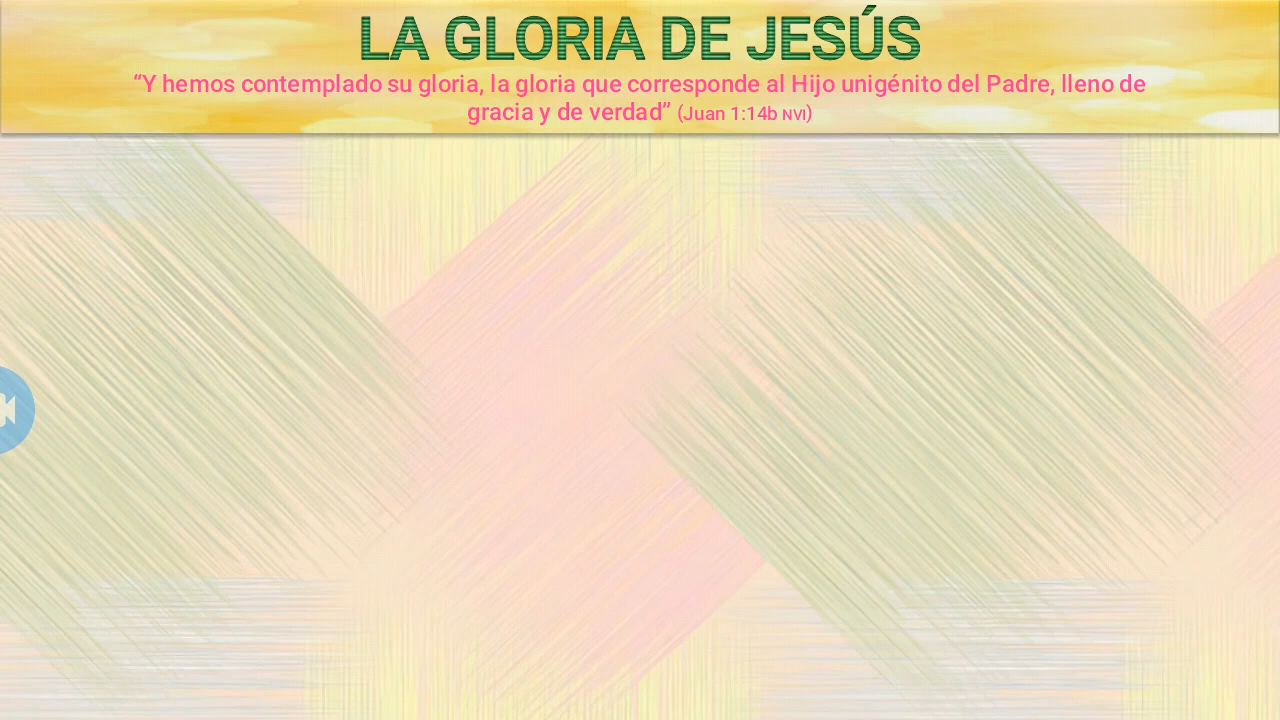 LA GLORIA DE JESÚS
“Y hemos contemplado su gloria, la gloria que corresponde al Hijo unigénito del Padre, lleno de
gracia y de verdad” (Juan 1:14b NVI)